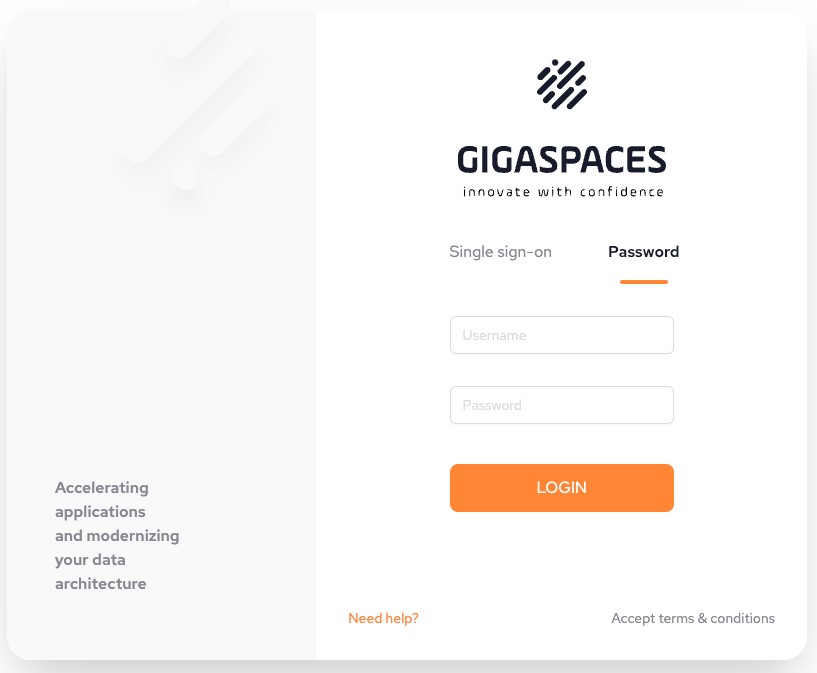 GIGASPACES
innovate with confidence
Single sign-on
Password
Username
Password
LOGIN
Accelerating
applications
and modernizing
your data
architecture
Need help?
Accept terms & conditions